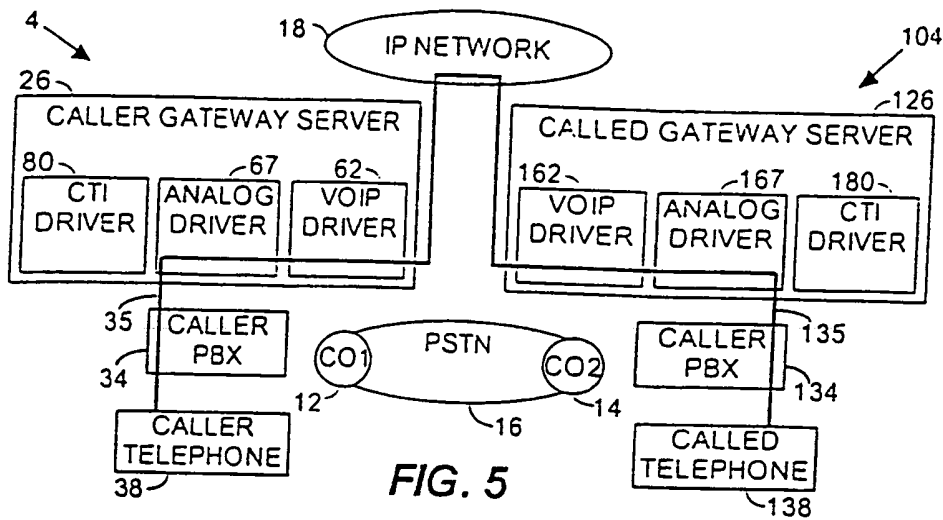 4
18
IP NETWORK
104
26
126
CALLER GATEWAY SERVER
CALLED GATEWAY SERVER
80
67
62
162
167
180
CTI
DRIVER
ANALOG
DRIVER
VOIP
DRIVER
VOIP
DRIVER
ANALOG
DRIVER
CTI
DRIVER
35
135
CALLER
PBX
34
CO1
PSTN
CO2
12
16
14
CALLER
PBX
134
CALLER
TELEPHONE
38
FIG. 5
CALLED
TELEPHONE
138